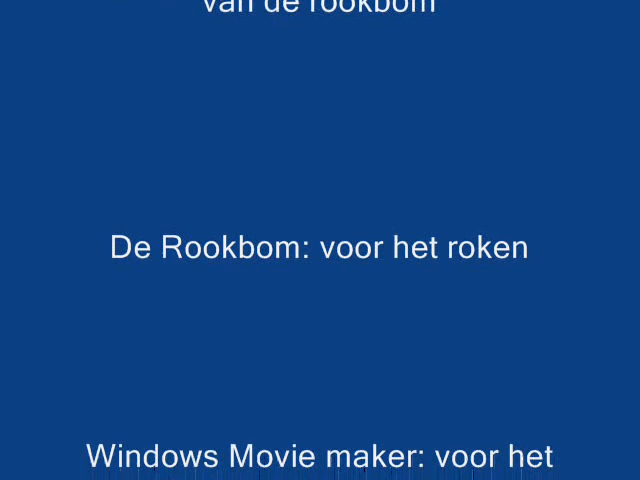 van de rookbom
De Rookbom: voor het roken
Windows Movie maker: voor het